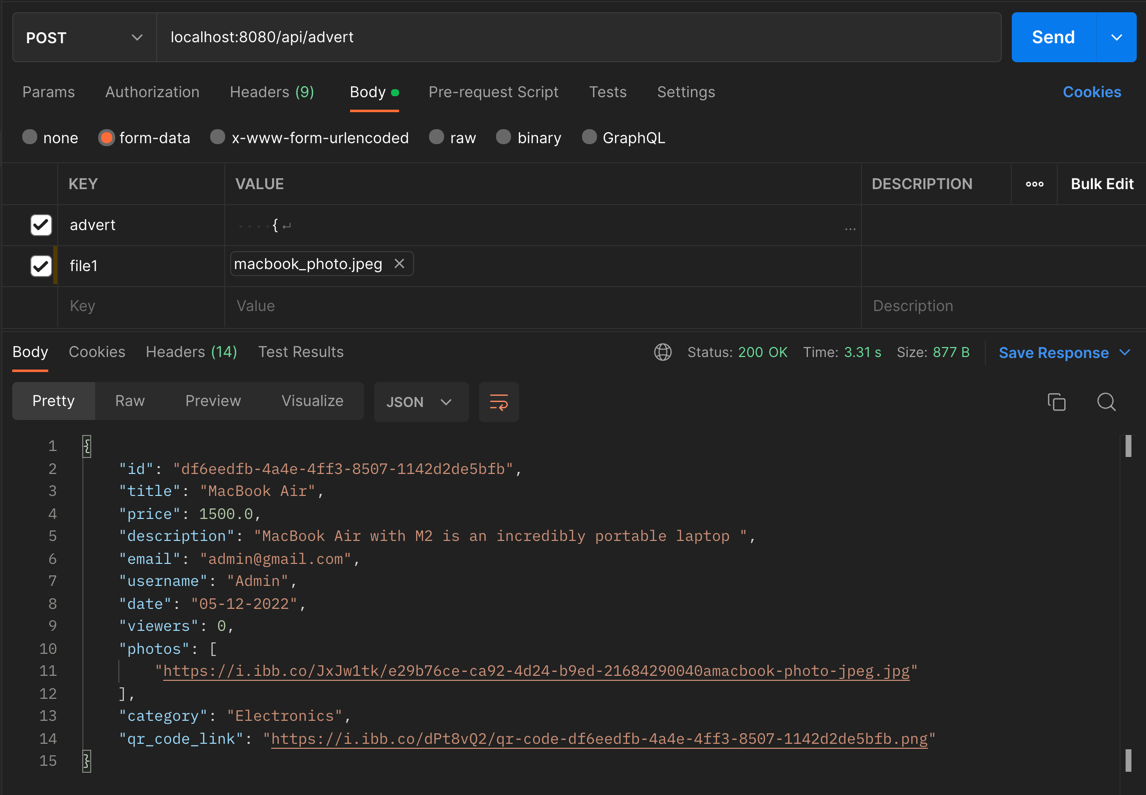 POST localhost:8080/api/advert Send
Params Authorization Headers (9) Body Pre-request Script Tests Settings Cookies
none form-data x-www-form-urlencoded raw binary GraphQL
KEY VALUE DESCRIPTION ooo Bulk Edit
advert ····{↵ ...
file1 macbook_photo.jpeg ×
Key Value Description
Body Cookies Headers (14) Test Results Status: 200 OK Time: 3.31 s Size: 877 B Save Response
Pretty Raw Preview Visualize JSON
1 {
2 "id": "df6eedfb-4a4e-4ff3-8507-1142d2de5bfb",
3 "title": "MacBook Air",
4 "price": 1500.0,
5 "description": "MacBook Air with M2 is an incredibly portable laptop ",
6 "email": "admin@gmail.com",
7 "username": "Admin",
8 "date": "05-12-2022",
9 "viewers": 0,
10 "photos": [
11 "https://i.ibb.co/JxJw1tk/e29b76ce-ca92-4d24-b9ed-21684290040amacbook-photo-jpeg.jpg"
12 ],
13 "category": "Electronics",
14 "qr_code_link": "https://i.ibb.co/dPt8vQ2/qr-code-df6eedfb-4a4e-4ff3-8507-1142d2de5bfb.png"
15 }